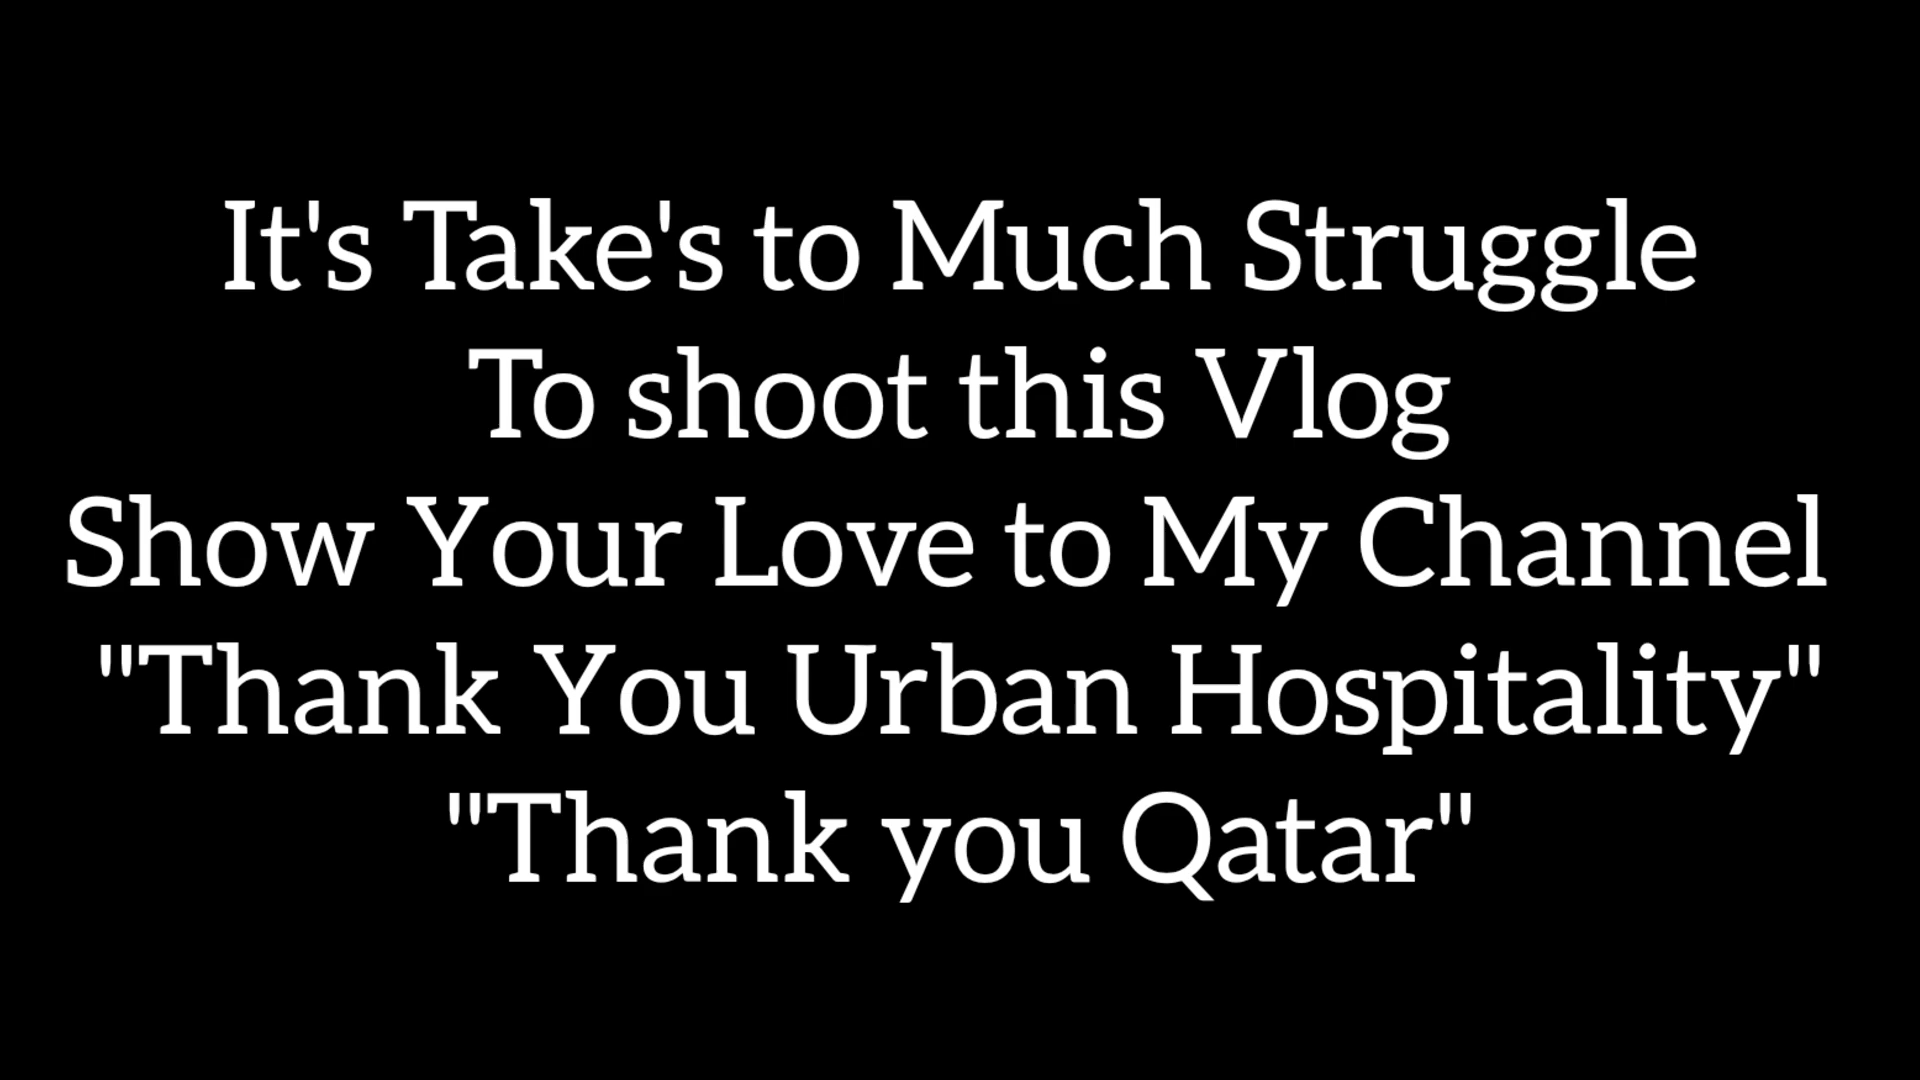 It's Take's to Much Struggle
To shoot this Vlog
Show Your Love to My Channel
"Thank You Urban Hospitality"
"Thank you Qatar"